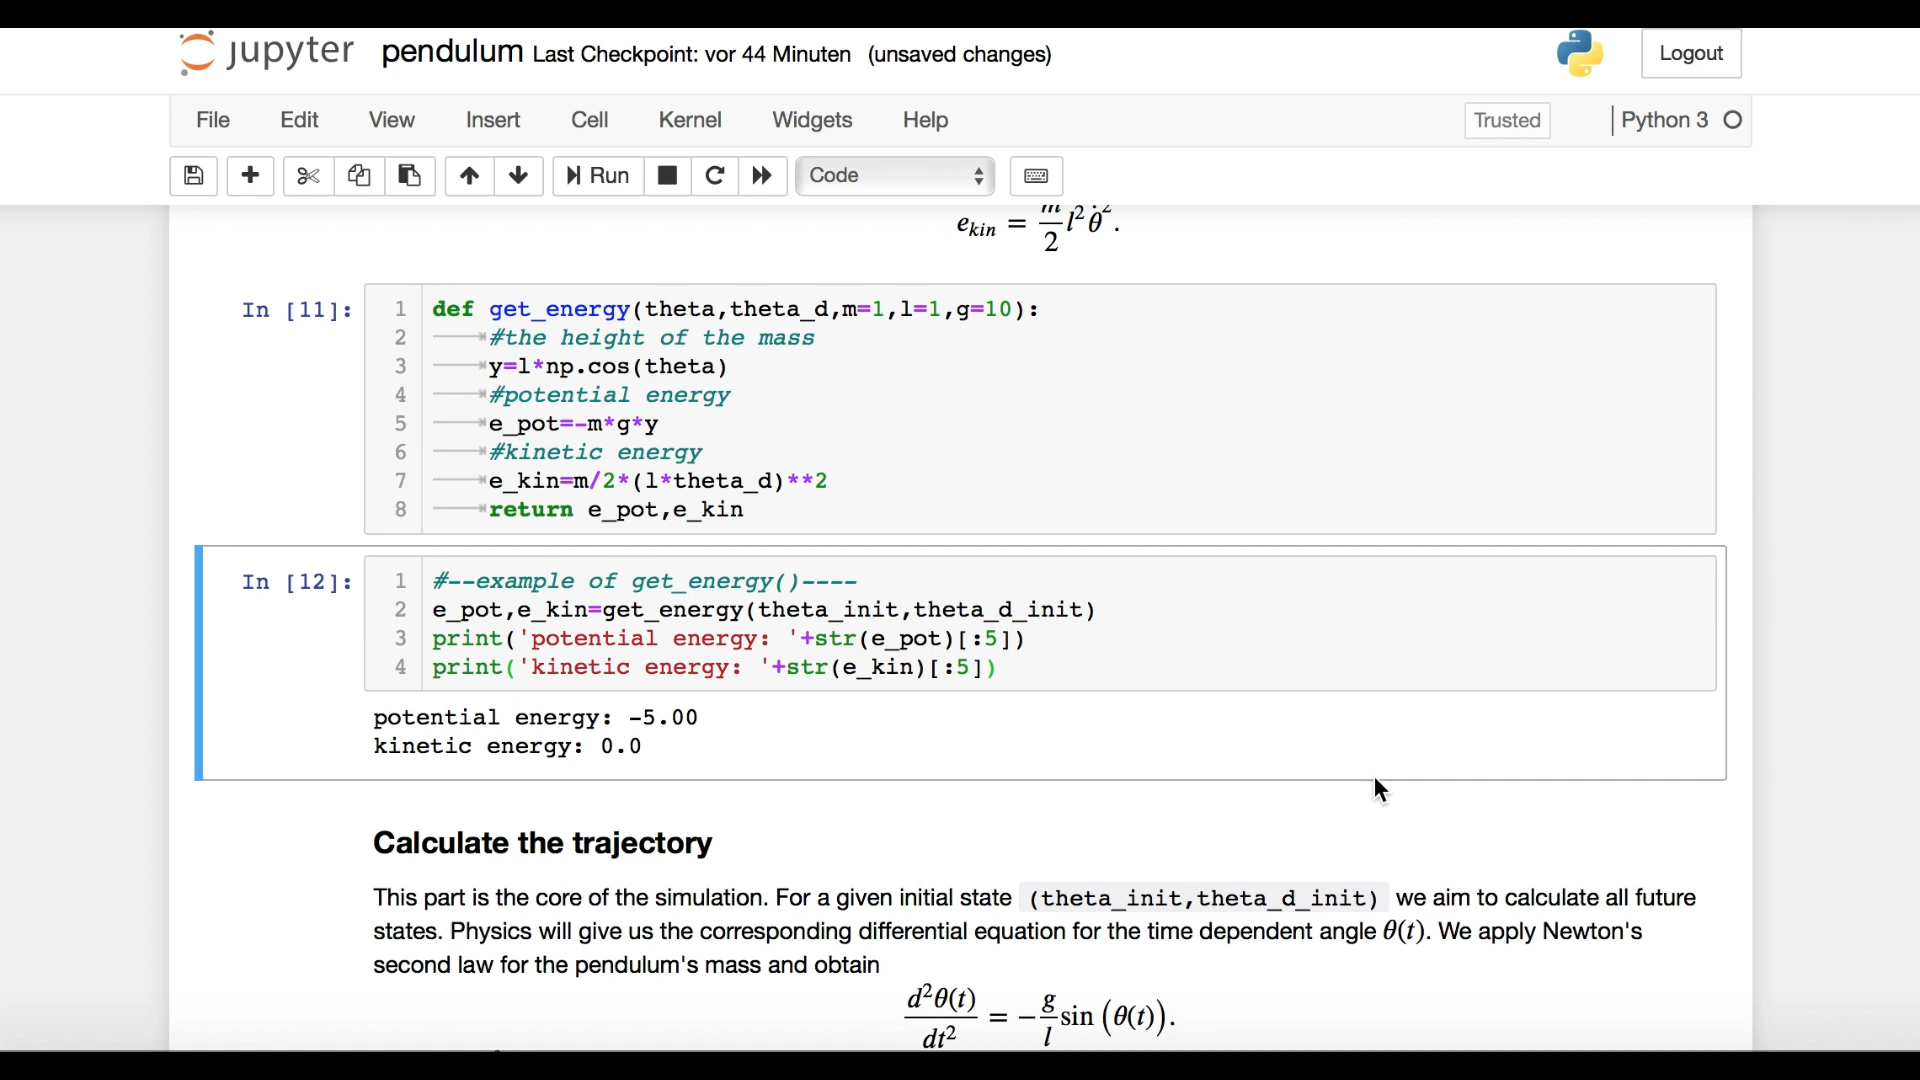 jupyter pendulum Last Checkpoint: vor 44 Minuten (unsaved changes) Logout
File Edit View Insert Cell Kernel Widgets Help Trusted Python 3
Run Code
e_kin = m/2 l² θ̇².
In [11]:
1 def get_energy(theta,theta_d,m=1,l=1,g=10):
2 #the height of the mass
3 y=l*np.cos(theta)
4 #potential energy
5 e_pot=-m*g*y
6 #kinetic energy
7 e_kin=m/2*(l*theta_d)**2
8 return e_pot,e_kin
In [12]:
1 #--example of get_energy()----
2 e_pot,e_kin=get_energy(theta_init,theta_d_init)
3 print('potential energy: '+str(e_pot)[:5])
4 print('kinetic energy: '+str(e_kin)[:5])
potential energy: -5.00
kinetic energy: 0.0
Calculate the trajectory
This part is the core of the simulation. For a given initial state (theta_init,theta_d_init) we aim to calculate all future
states. Physics will give us the corresponding differential equation for the time dependent angle θ(t). We apply Newton's
second law for the pendulum's mass and obtain
d²θ(t)/dt² = −g/l sin (θ(t)).